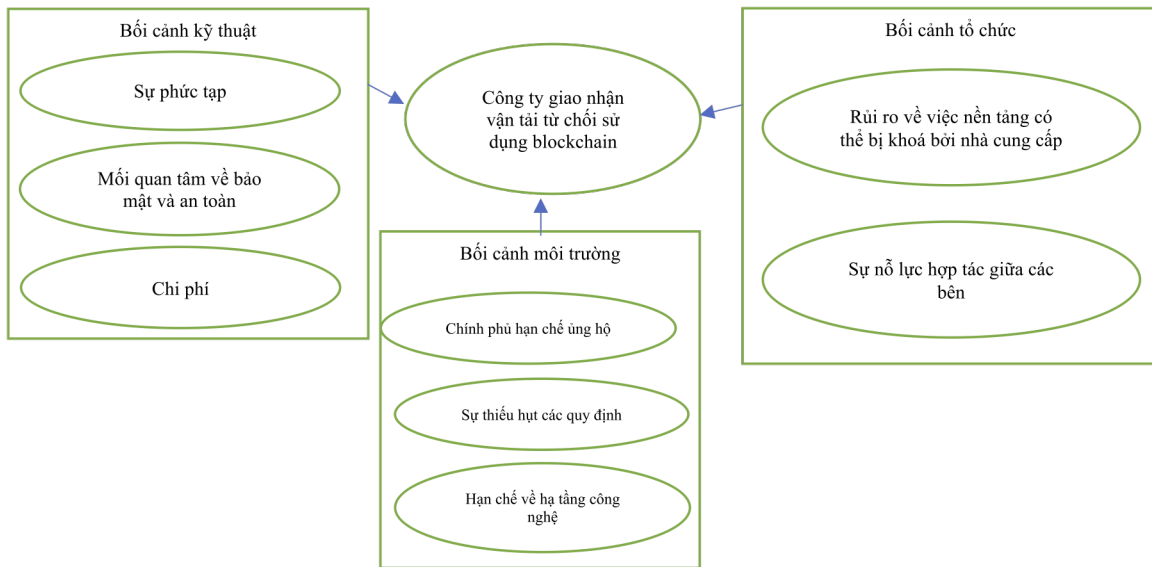 Bối cảnh kỹ thuật
Sự phức tạp
Mối quan tâm về bảo
mật và an toàn
Chi phí
Công ty giao nhận
vận tải từ chối sử
dụng blockchain
Bối cảnh tổ chức
Rủi ro về việc nền tảng có
thể bị khoá bởi nhà cung cấp
Sự nỗ lực hợp tác giữa các
bên
Bối cảnh môi trường
Chính phủ hạn chế ủng hộ
Sự thiếu hụt các quy định
Hạn chế về hạ tầng công
nghệ